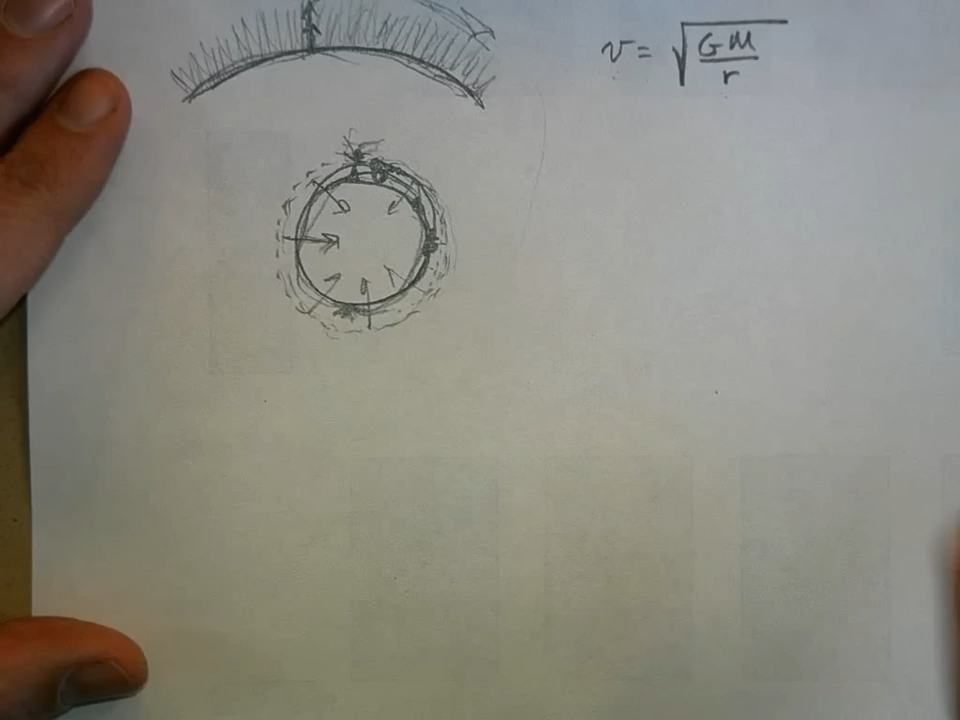 v = √(GM/r)